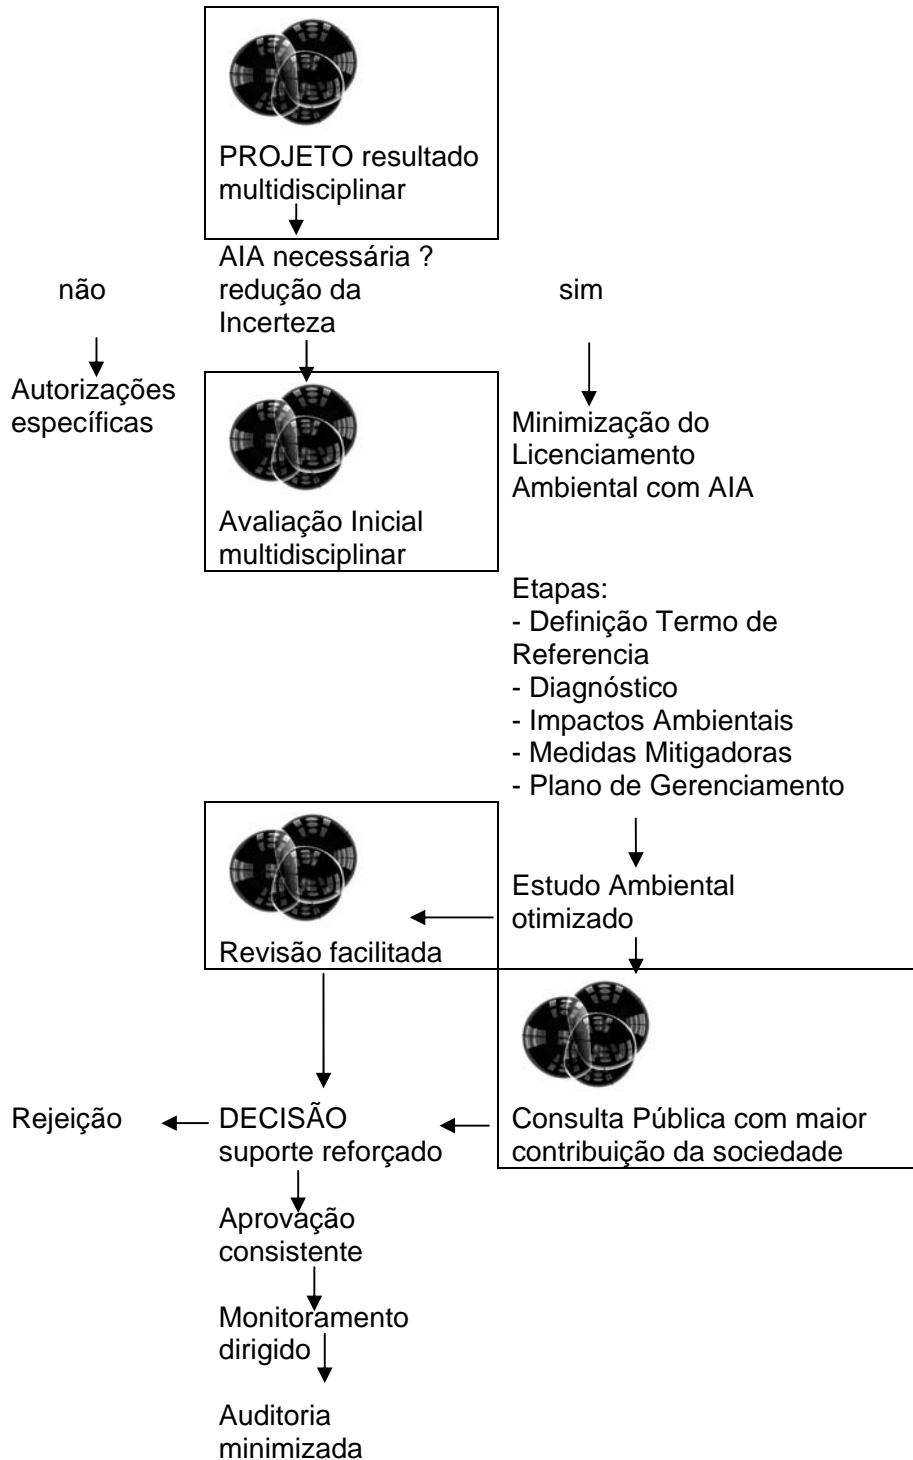 PROJETO resultado
multidisciplinar
AIA necessária ?
não
redução da
sim
Incerteza
Autorizações
específicas
Minimização do
Licenciamento
Ambiental com AIA
Avaliação Inicial
multidisciplinar
Etapas:
- Definição Termo de
Referencia
- Diagnóstico
- Impactos Ambientais
- Medidas Mitigadoras
- Plano de Gerenciamento
Estudo Ambiental
otimizado
Revisão facilitada
Rejeição
DECISÃO
suporte reforçado
Consulta Pública com maior
contribuição da sociedade
Aprovação
consistente
Monitoramento
dirigido
Auditoria
minimizada